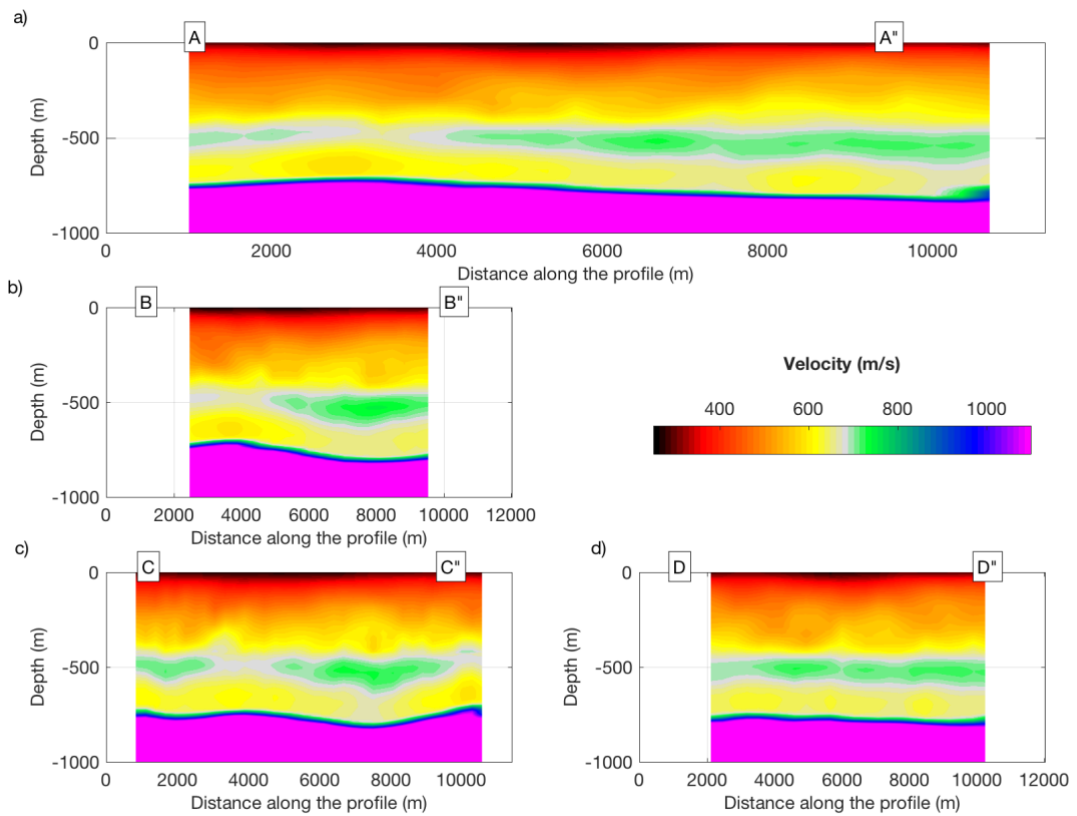 a)
A A"
0
-500
-1000
Depth (m)
0 2000 4000 6000 8000 10000
Distance along the profile (m)
b)
B B"
0
-500
-1000
Depth (m)
0 2000 4000 6000 8000 10000 12000
Distance along the profile (m)
Velocity (m/s)
400 600 800 1000
c)
C C"
0
-500
-1000
Depth (m)
0 2000 4000 6000 8000 10000
Distance along the profile (m)
d)
D D"
0
-500
-1000
Depth (m)
0 2000 4000 6000 8000 10000 12000
Distance along the profile (m)